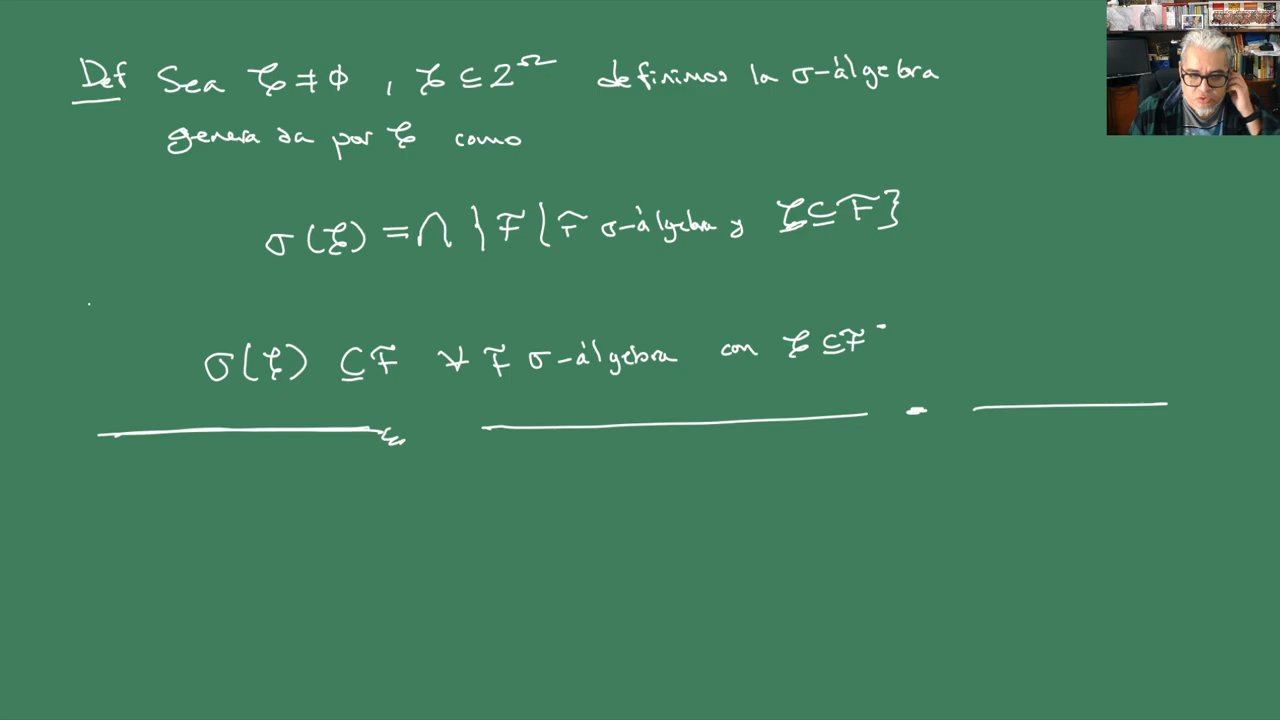 Def Sea ξ ≠ ∅ , ξ ⊆ 2^Ω definimos la σ-álgebra
generada por ξ como
σ(ξ) = ∩ { F | F σ-álgebra y ξ ⊆ F }
σ(ξ) ⊆ F ∀ F σ-álgebra con ξ ⊆ F